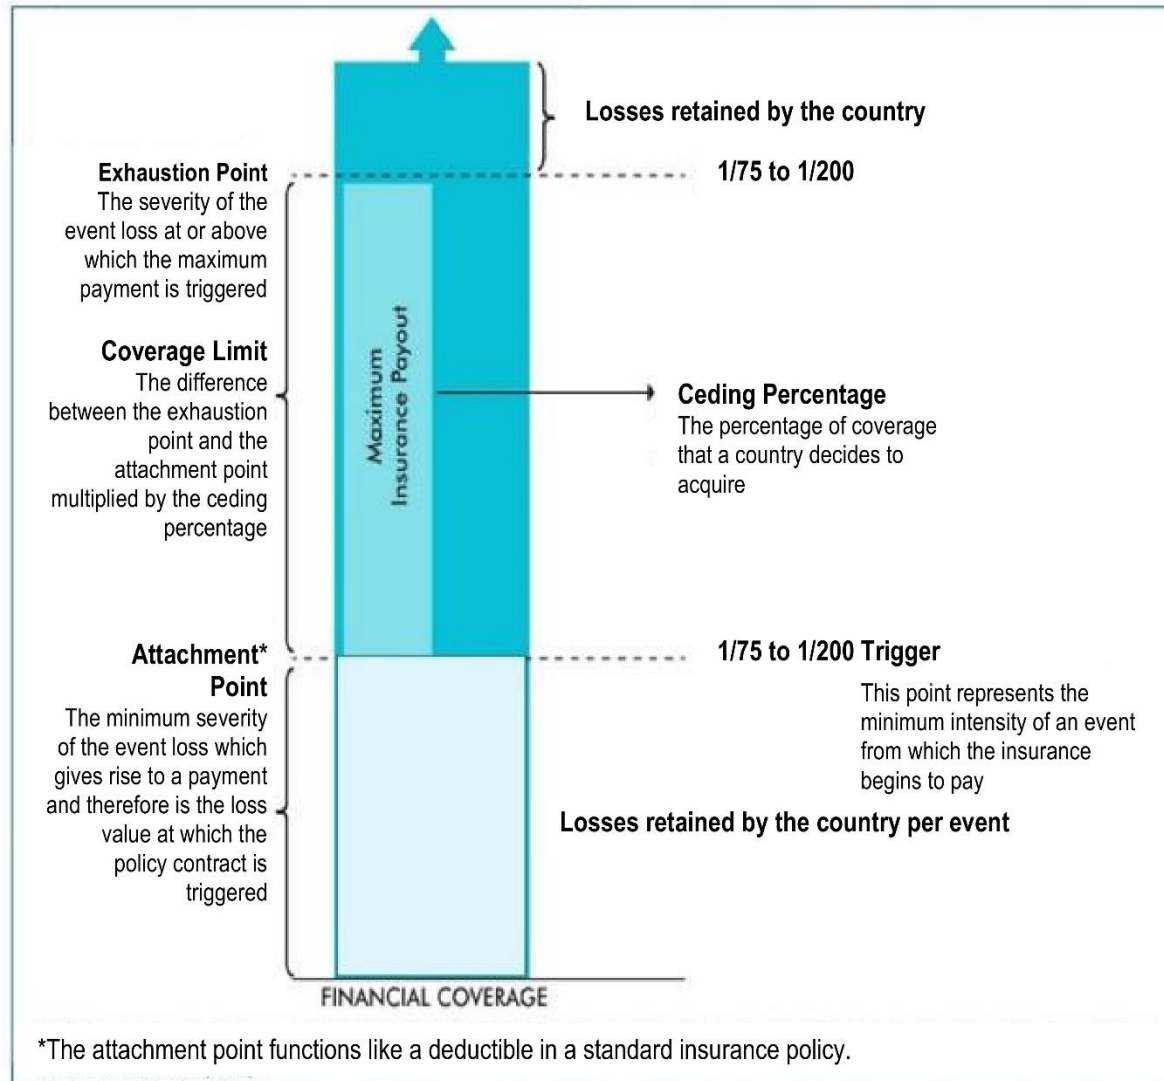 Losses retained by the country
Exhaustion Point
The severity of the
event loss at or above
which the maximum
payment is triggered
1/75 to 1/200
Coverage Limit
The difference
between the exhaustion
point and the
attachment point
multiplied by the ceding
percentage
Maximum
Insurance Payout
Ceding Percentage
The percentage of coverage
that a country decides to
acquire
Attachment*
Point
The minimum severity
of the event loss which
gives rise to a payment
and therefore is the loss
value at which the
policy contract is
triggered
1/75 to 1/200 Trigger
This point represents the
minimum intensity of an event
from which the insurance
begins to pay
Losses retained by the country per event
FINANCIAL COVERAGE
*The attachment point functions like a deductible in a standard insurance policy.